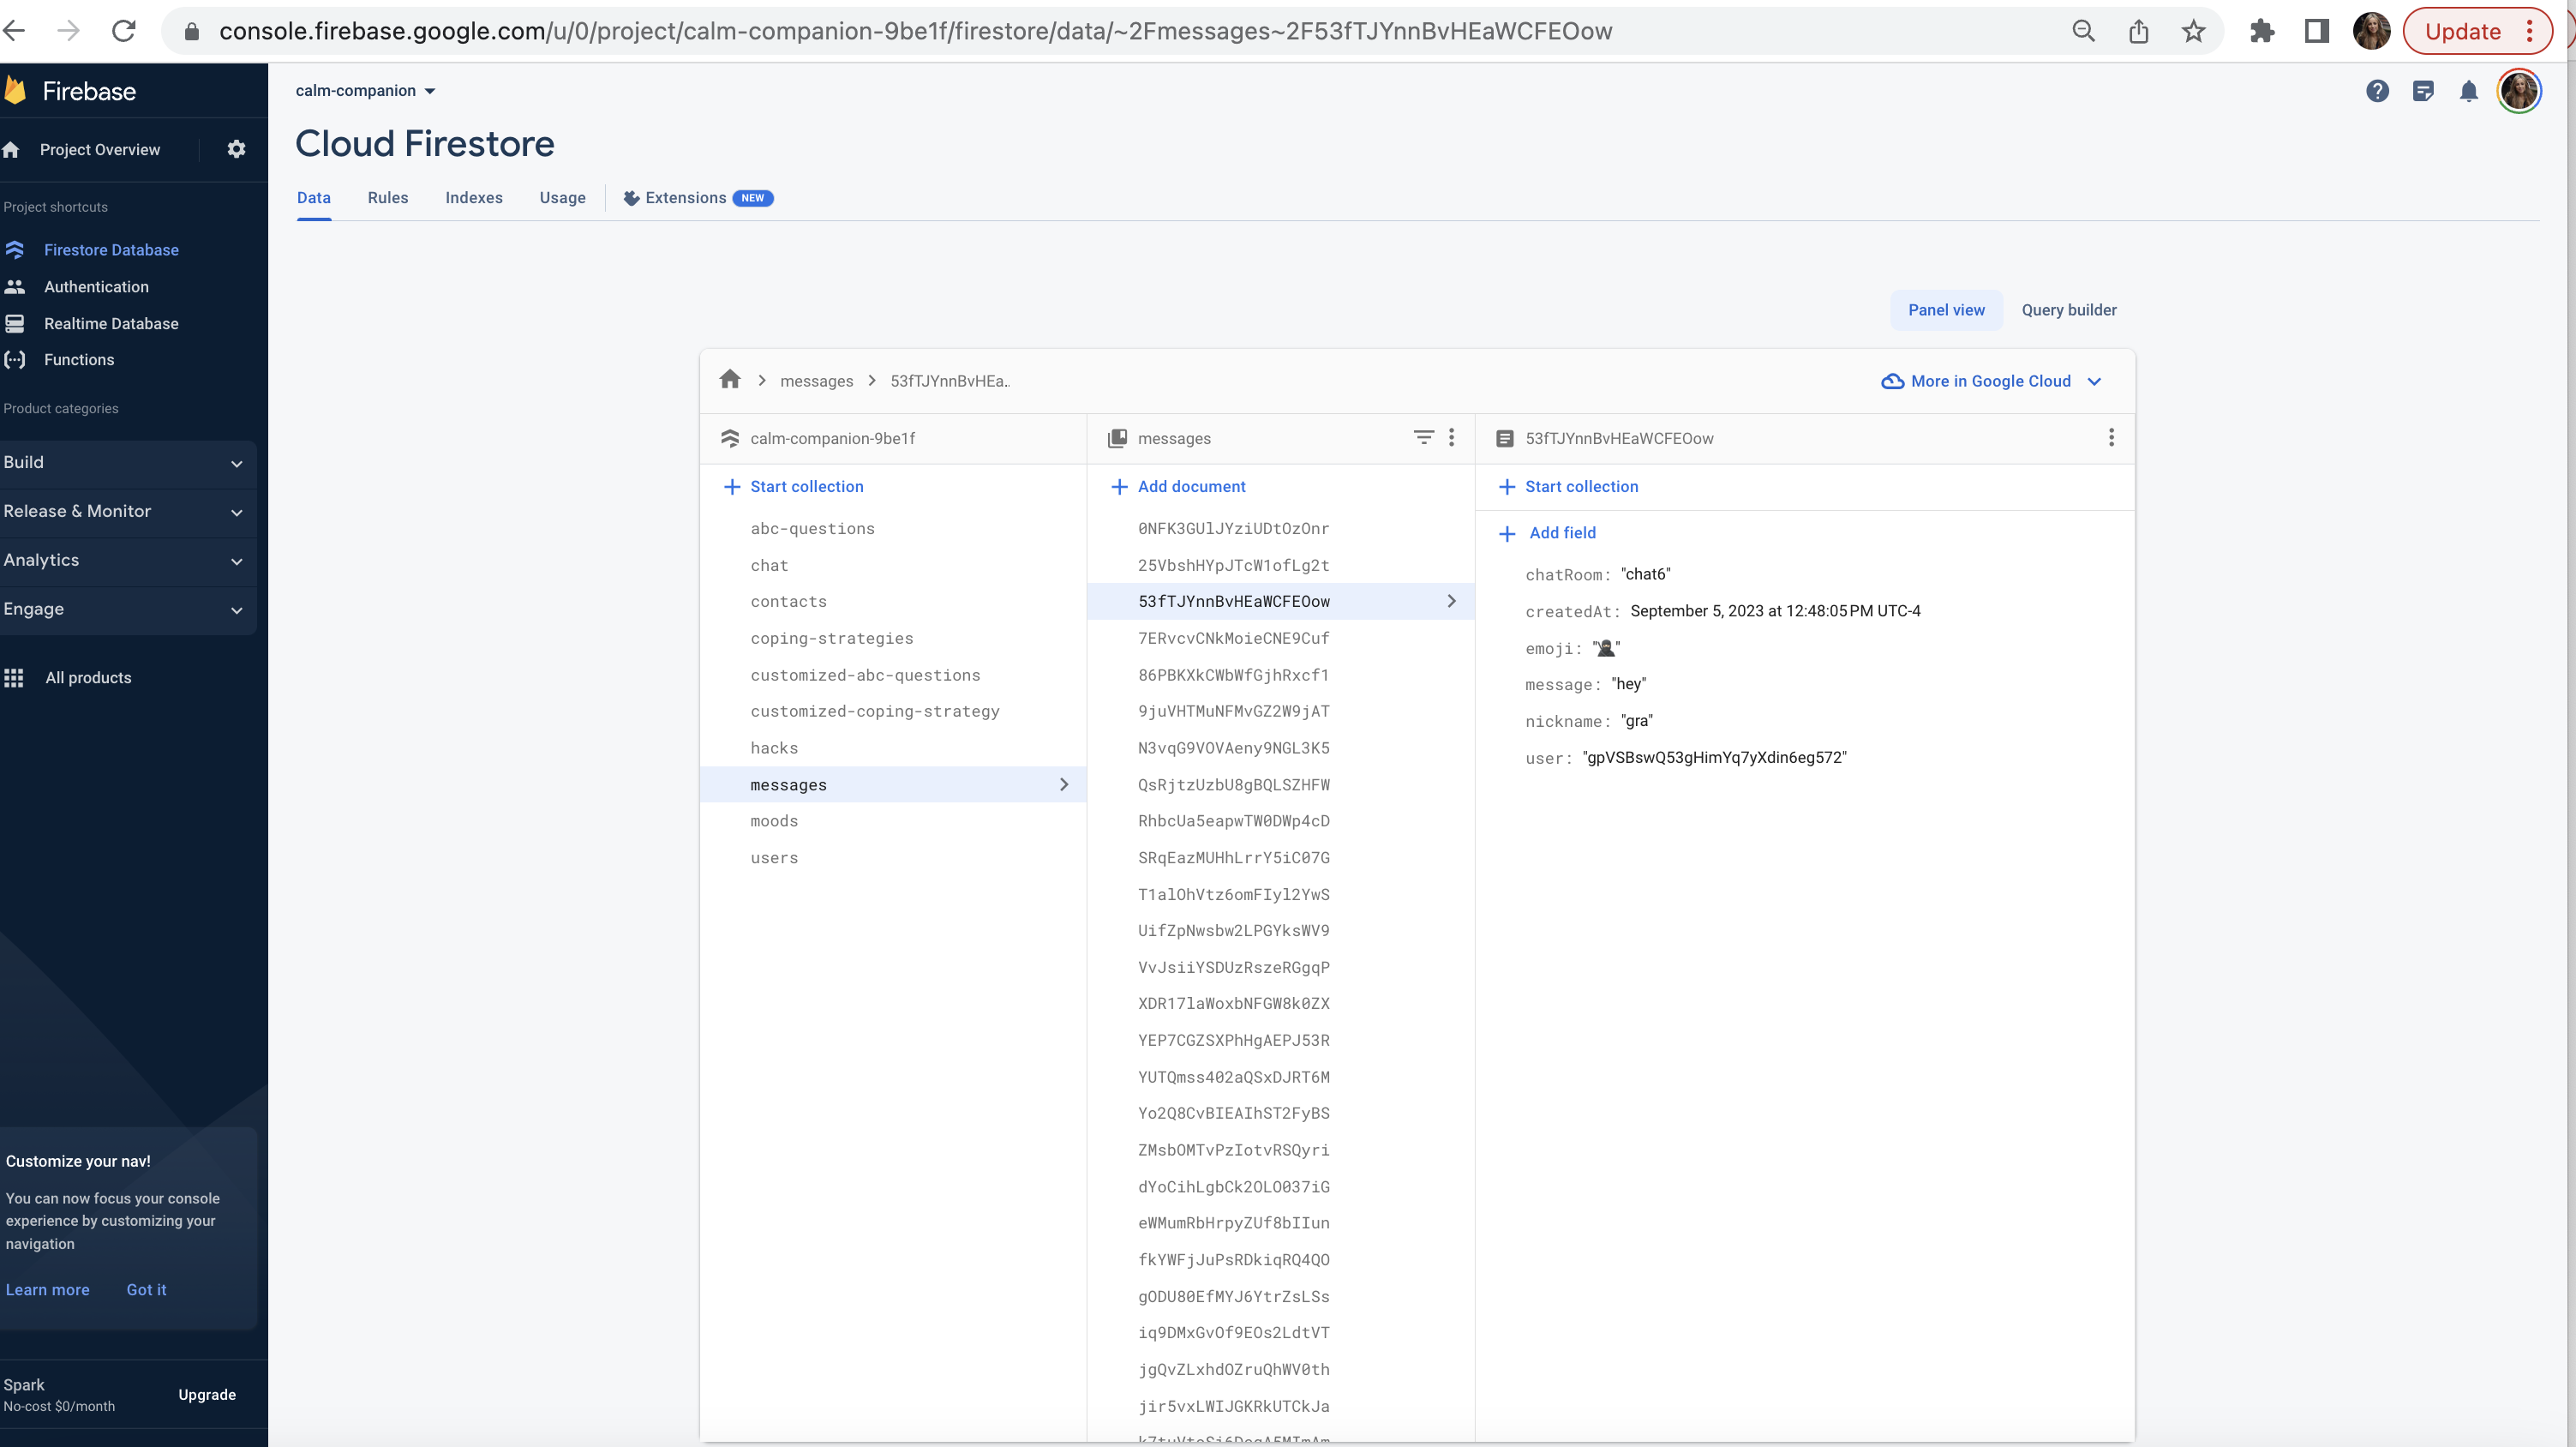 console.firebase.google.com/u/0/project/calm-companion-9be1f/firestore/data/~2Fmessages~2F53fTJYnnBvHEaWCFEOow
Update
Firebase
Project Overview
Project shortcuts
Firestore Database
Authentication
Realtime Database
Functions
Product categories
Build
Release & Monitor
Analytics
Engage
All products
Customize your nav!
You can now focus your console
experience by customizing your
navigation
Learn more Got it
Spark
No-cost $0/month
Upgrade
calm-companion
Cloud Firestore
Data Rules Indexes Usage Extensions NEW
Panel view Query builder
messages 53fTJYnnBvHEa..
More in Google Cloud
calm-companion-9be1f
Start collection
abc-questions
chat
contacts
coping-strategies
customized-abc-questions
customized-coping-strategy
hacks
messages
moods
users
messages
Add document
0NFK3GUlJYziUDtOzOnr
25VbshHYpJTcW1ofLg2t
53fTJYnnBvHEaWCFEOow
7ERvcvCNkMoieCNE9Cuf
86PBKXkCWbWfGjhRxcf1
9juVHTMuNFMvGZ2W9jAT
N3vqG9VOVAeny9NGL3K5
QsRjtzUzbU8gBQLSZHFW
RhbcUa5eapwTW0DWp4cD
SRqEazMUHhLrrY5iC07G
T1alOhVtz6omFIyl2YwS
UifZpNwsbw2LPGYksWV9
VvJsiiYSDUzRszeRGgqP
XDR17laWoxbNFGW8k0ZX
YEP7CGZSXPhHgAEPJ53R
YUTQmss402aQSxDJRT6M
Yo2Q8CvBIEAIhST2FyBS
ZMsbOMTvPzIotvRSQyri
dYoCihLgbCk2OLO037iG
eWMumRbHrpyZUf8bIIun
fkYWFjJuPsRDkiqRQ4QO
gODU80EfMYJ6YtrZsLSs
iq9DMxGvOf9EOs2LdtVT
jgQvZLxhdOZruQhWV0th
jir5vxLWIJGKRkUTCkJa
53fTJYnnBvHEaWCFEOow
Start collection
Add field
chatRoom: "chat6"
createdAt: September 5, 2023 at 12:48:05 PM UTC-4
emoji: "🥷🏿"
message: "hey"
nickname: "gra"
user: "gpVSBswQ53gHimYq7yXdin6eg572"